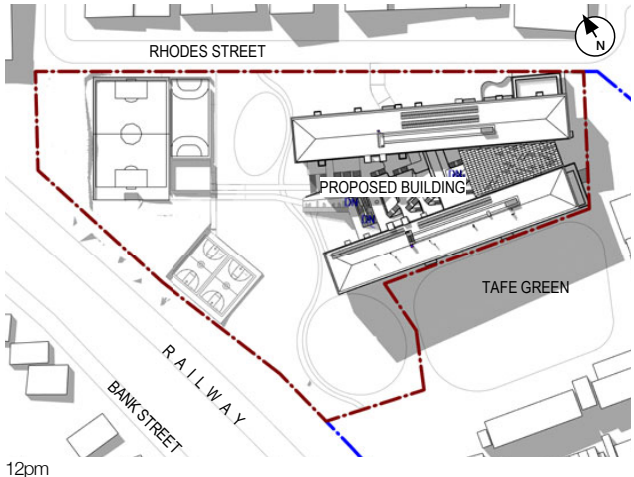 RHODES STREET
N
PROPOSED BUILDING
TAFE GREEN
RAILWAY
BANK STREET
12pm